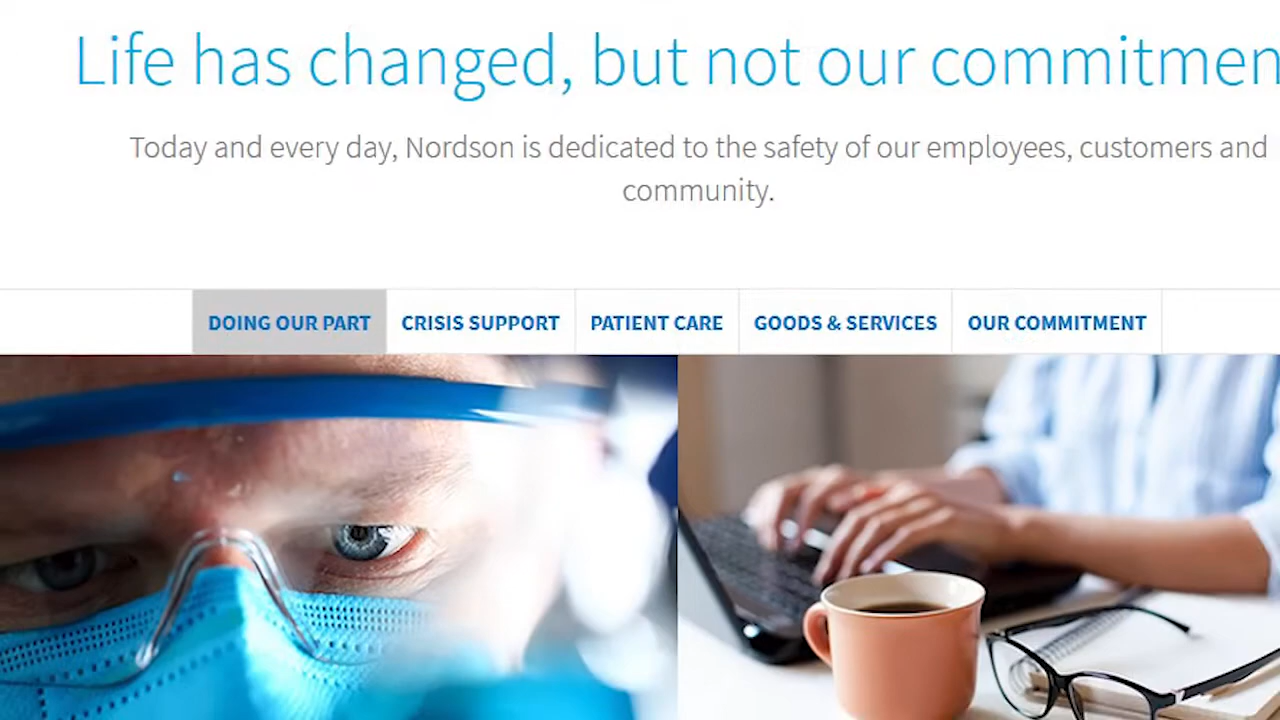 Life has changed, but not our commitmen
Today and every day, Nordson is dedicated to the safety of our employees, customers and
community.
DOING OUR PART
CRISIS SUPPORT
PATIENT CARE
GOODS & SERVICES
OUR COMMITMENT